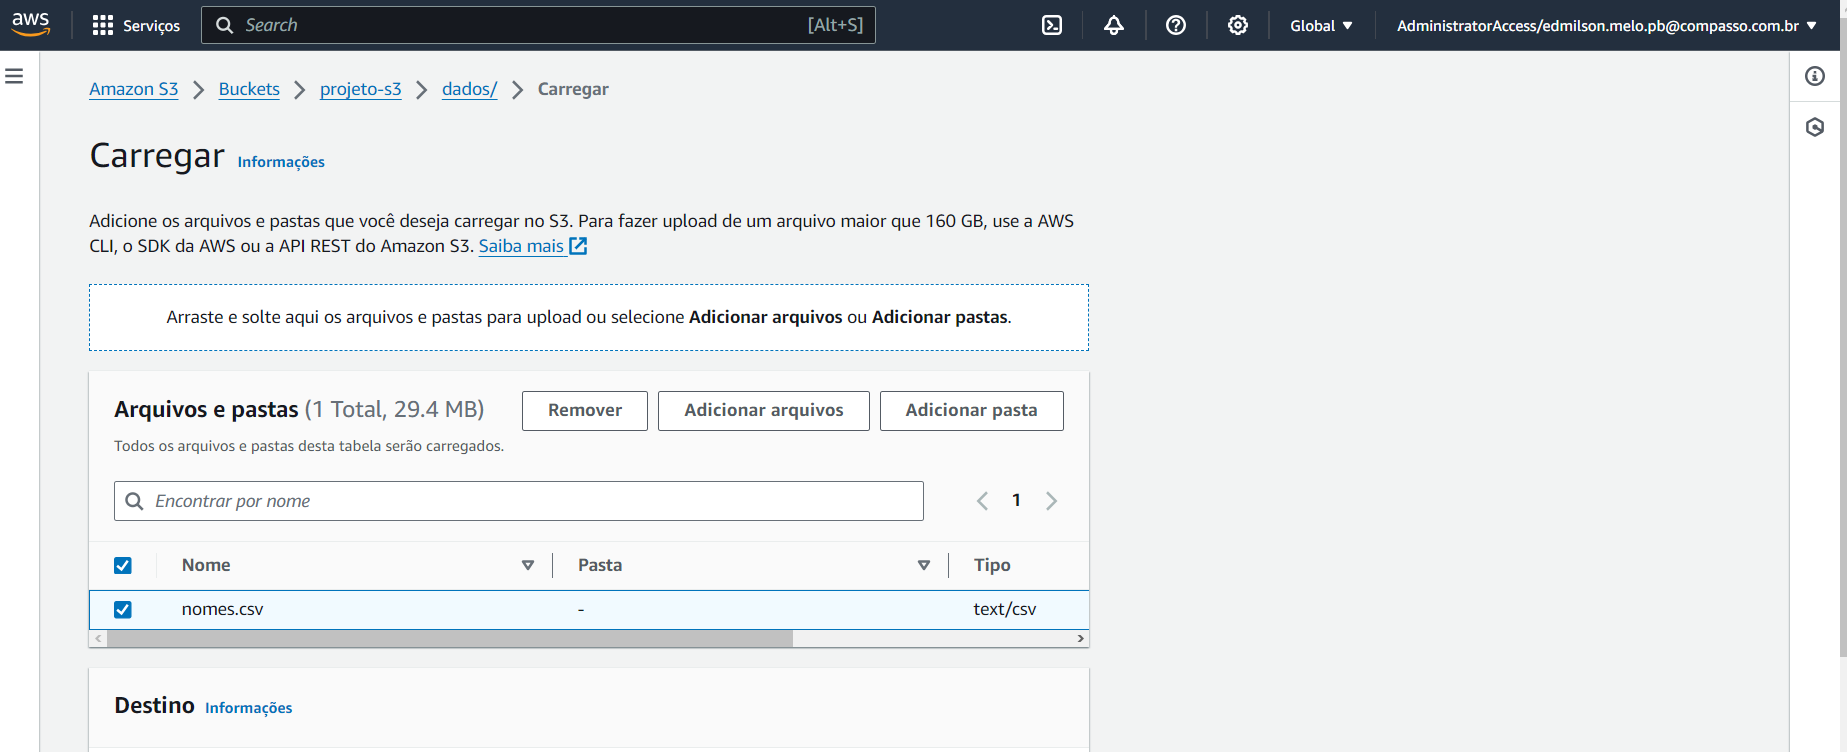 aws Serviços Search [Alt+S] Global AdministratorAccess/edmilson.melo.pb@compasso.com.br
Amazon S3 > Buckets > projeto-s3 > dados/ > Carregar
Carregar Informações
Adicione os arquivos e pastas que você deseja carregar no S3. Para fazer upload de um arquivo maior que 160 GB, use a AWS
CLI, o SDK da AWS ou a API REST do Amazon S3. Saiba mais
Arraste e solte aqui os arquivos e pastas para upload ou selecione Adicionar arquivos ou Adicionar pastas.
Arquivos e pastas (1 Total, 29.4 MB) Remover Adicionar arquivos Adicionar pasta
Todos os arquivos e pastas desta tabela serão carregados.
Encontrar por nome 1
Nome Pasta Tipo
nomes.csv - text/csv
Destino Informações